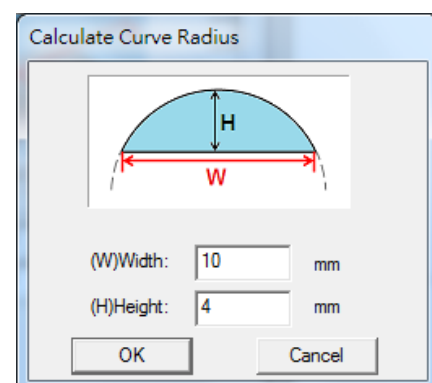 Calculate Curve Radius
H
W
(W)Width: 10 mm
(H)Height: 4 mm
OK Cancel